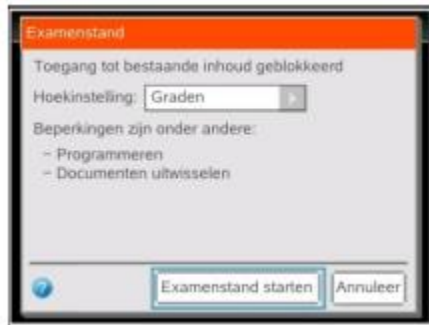 Examenstand
Toegang tot bestaande inhoud geblokkeerd
Hoekinstelling: Graden
Beperkingen zijn onder andere:
- Programmeren
- Documenten uitwisselen
Examenstand starten Annuleer